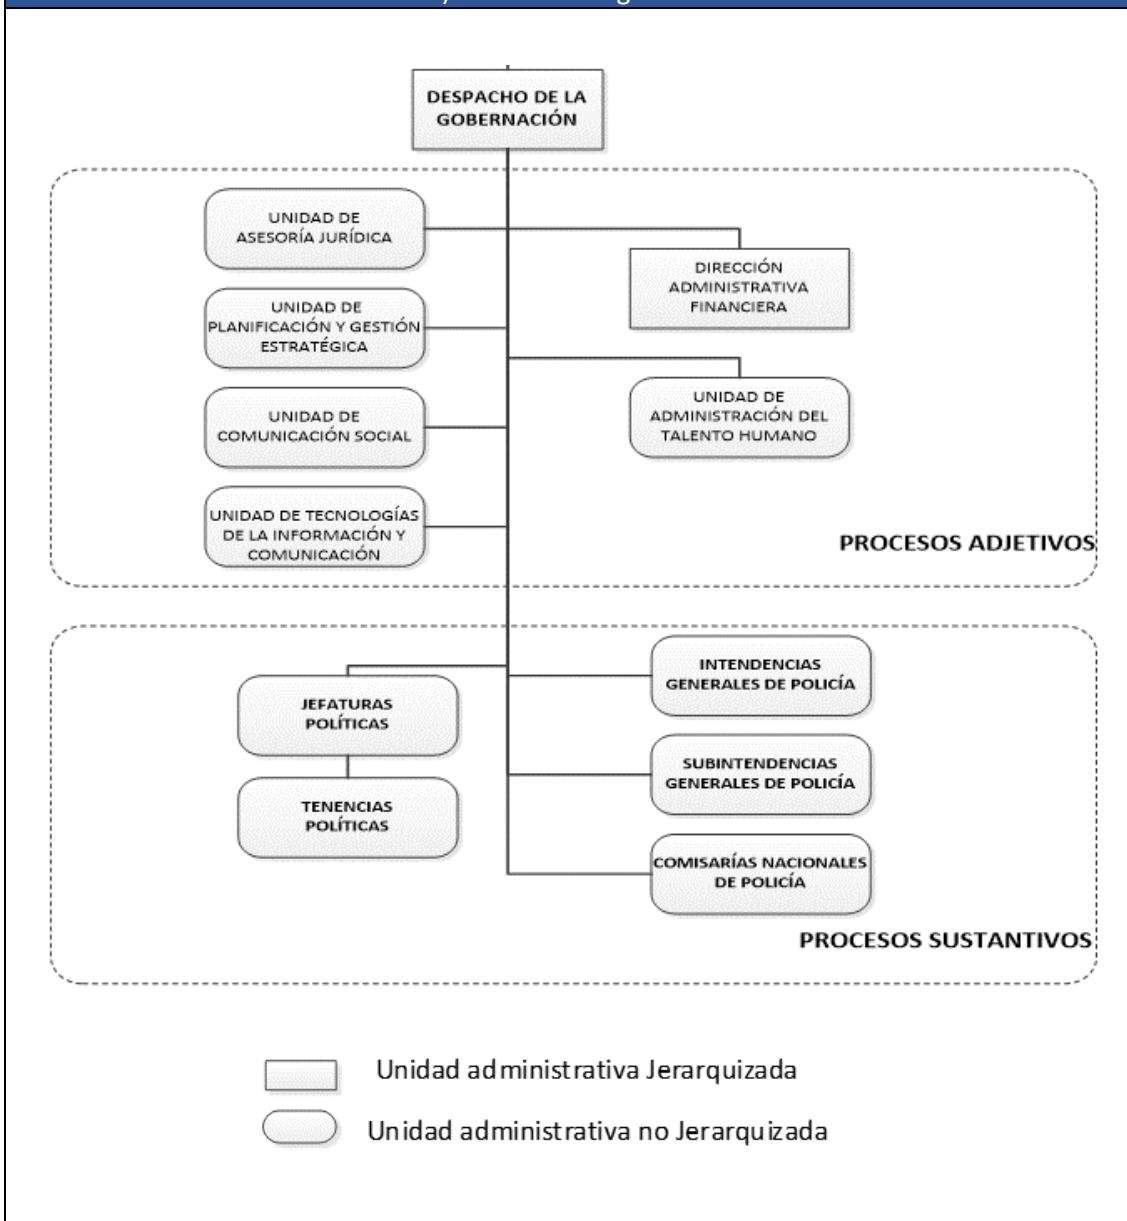 DESPACHO DE LA
GOBERNACIÓN
UNIDAD DE
ASESORÍA JURÍDICA
DIRECCIÓN
ADMINISTRATIVA
FINANCIERA
UNIDAD DE
PLANIFICACIÓN Y GESTIÓN
ESTRATÉGICA
UNIDAD DE
ADMINISTRACIÓN DEL
TALENTO HUMANO
UNIDAD DE
COMUNICACIÓN SOCIAL
UNIDAD DE TECNOLOGÍAS
DE LA INFORMACIÓN Y
COMUNICACIÓN
PROCESOS ADJETIVOS
JEFATURAS
POLÍTICAS
INTENDENCIAS
GENERALES DE POLICÍA
TENENCIAS
POLÍTICAS
SUBINTENDENCIAS
GENERALES DE POLICÍA
COMISARÍAS NACIONALES
DE POLICÍA
PROCESOS SUSTANTIVOS
Unidad administrativa Jerarquizada
Unidad administrativa no Jerarquizada